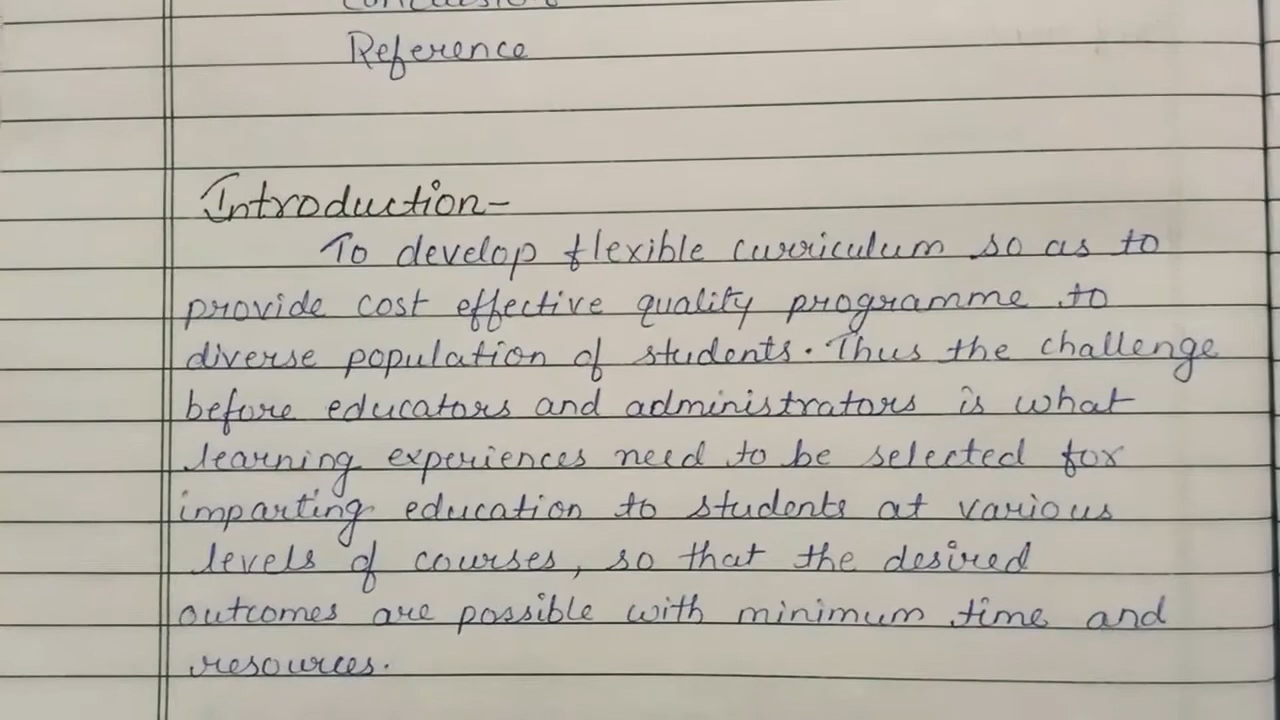 Reference
Introduction-
To develop flexible curriculum so as to
provide cost effective quality programme to
diverse population of students. Thus the challenge
before educators and administrators is what
learning experiences need to be selected for
imparting education to students at various
levels of courses, so that the desired
outcomes are possible with minimum time and
resources.